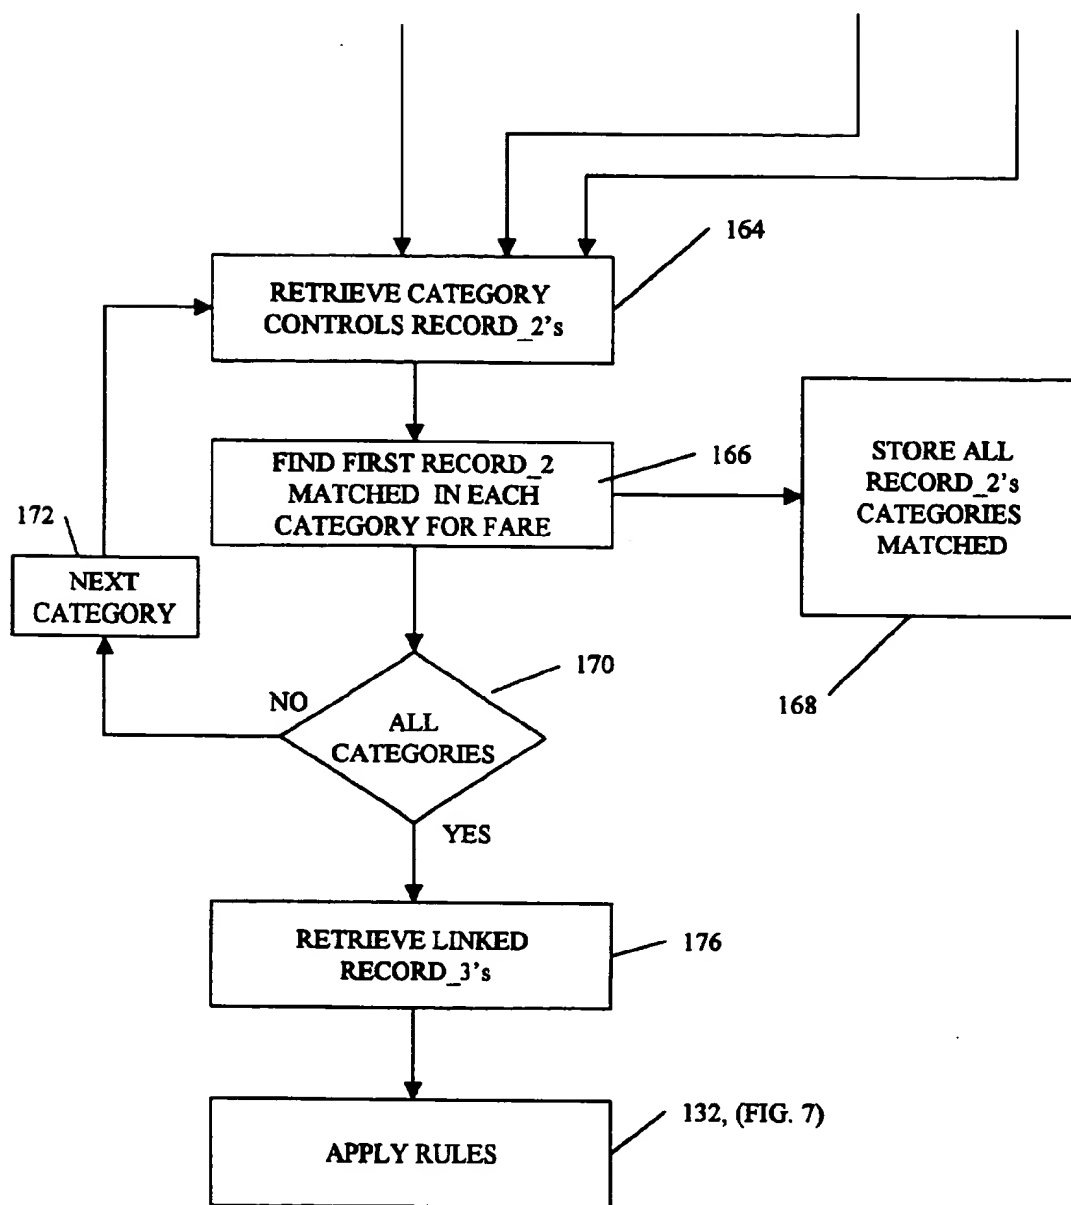 164
RETRIEVE CATEGORY
CONTROLS RECORD_2's
FIND FIRST RECORD_2
MATCHED IN EACH
CATEGORY FOR FARE
166
STORE ALL
RECORD_2's
CATEGORIES
MATCHED
168
172
NEXT
CATEGORY
170
NO
ALL
CATEGORIES
YES
RETRIEVE LINKED
RECORD_3's
176
APPLY RULES
132, (FIG. 7)